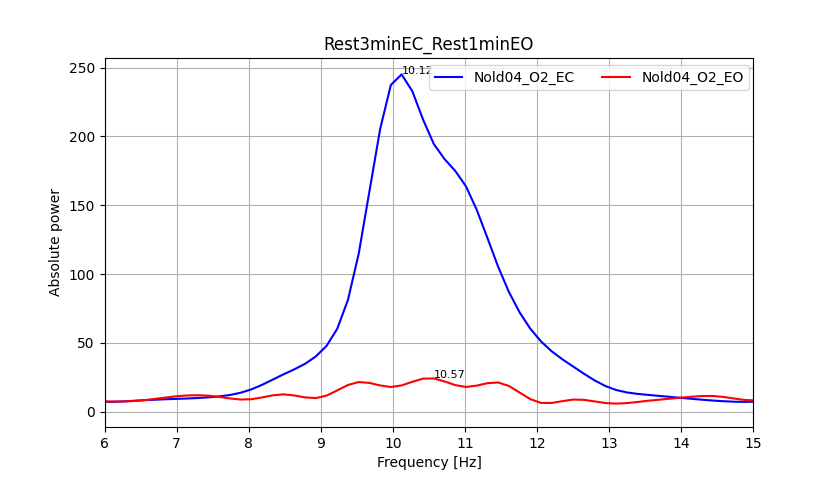 Rest3minEC_Rest1minEO
10.12
Nold04_O2_EC
Nold04_O2_EO
250
200
150
100
50
0
Absolute power
10.57
6 7 8 9 10 11 12 13 14 15
Frequency [Hz]